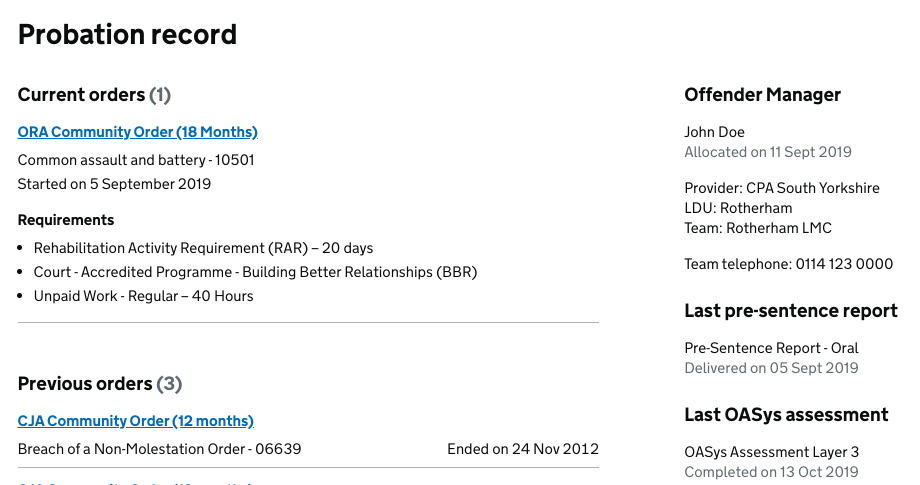 Probation record
Current orders (1)
ORA Community Order (18 Months)
Common assault and battery - 10501
Started on 5 September 2019
Requirements
Rehabilitation Activity Requirement (RAR) – 20 days
Court - Accredited Programme - Building Better Relationships (BBR)
Unpaid Work - Regular – 40 Hours
Previous orders (3)
CJA Community Order (12 months)
Breach of a Non-Molestation Order - 06639
Ended on 24 Nov 2012
Offender Manager
John Doe
Allocated on 11 Sept 2019
Provider: CPA South Yorkshire
LDU: Rotherham
Team: Rotherham LMC
Team telephone: 0114 123 0000
Last pre-sentence report
Pre-Sentence Report - Oral
Delivered on 05 Sept 2019
Last OASys assessment
OASys Assessment Layer 3
Completed on 13 Oct 2019